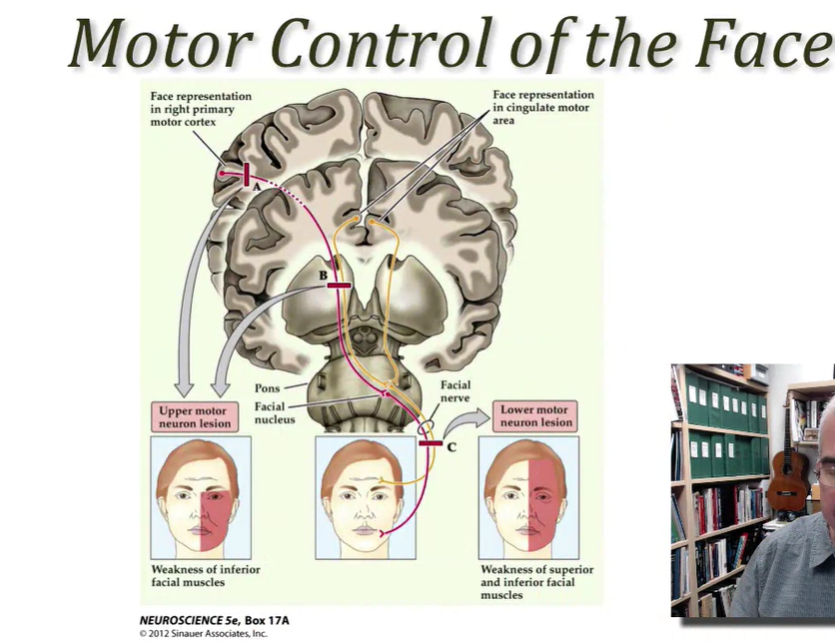 Motor Control of the Face
Face representation
in right primary
motor cortex
Face representation
in cingulate motor
area
A
B
Pons
Facial
nucleus
Facial
nerve
C
Upper motor
neuron lesion
Lower motor
neuron lesion
Weakness of inferior
facial muscles
Weakness of superior
and inferior facial
muscles
NEUROSCIENCE 5e, Box 17A
© 2012 Sinauer Associates, Inc.